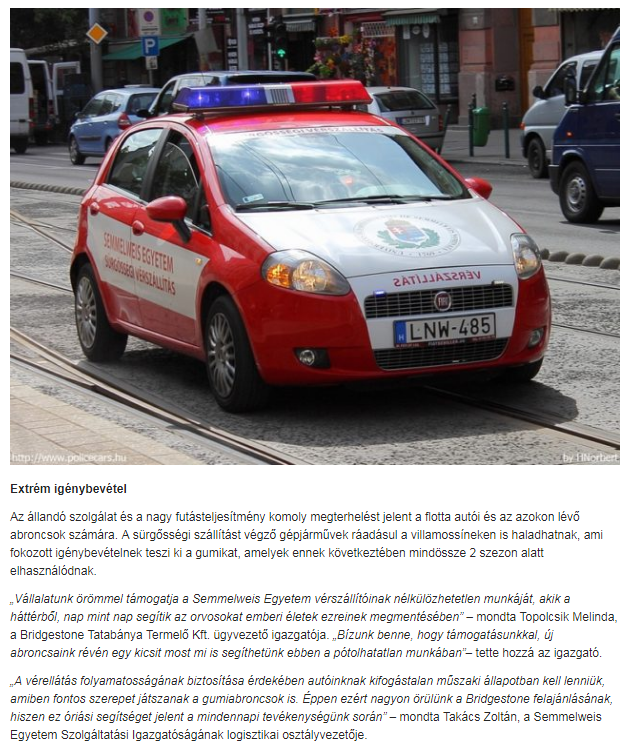 P
SÜRGŐSSÉGI VÉRSZÁLLÍTÁS
SEMMELWEIS EGYETEM
SÜRGŐSSÉGI VÉRSZÁLLÍTÁS
VÉRSZÁLLÍTÁS
FIAT
H LNW-485
http://www.policecars.hu
by HNorbert
Extrém igénybevétel
Az állandó szolgálat és a nagy futásteljesítmény komoly megterhelést jelent a flotta autói és az azokon lévő
abroncsok számára. A sürgősségi szállítást végző gépjárművek ráadásul a villamossíneken is haladhatnak, ami
fokozott igénybevételnek teszi ki a gumikat, amelyek ennek következtében mindössze 2 szezon alatt
elhasználódnak.
„Vállalatunk örömmel támogatja a Semmelweis Egyetem vérszállítóinak nélkülözhetetlen munkáját, akik a
háttérből, nap mint nap segítik az orvosokat emberi életek ezreinek megmentésében” – mondta Topolcsik Melinda,
a Bridgestone Tatabánya Termelő Kft. ügyvezető igazgatója. „Bízunk benne, hogy támogatásunkkal, új
abroncsaink révén egy kicsit most mi is segíthetünk ebben a pótolhatatlan munkában”– tette hozzá az igazgató.
„A vérellátás folyamatosságának biztosítása érdekében autóinknak kifogástalan műszaki állapotban kell lenniük,
amiben fontos szerepet játszanak a gumiabroncsok is. Éppen ezért nagyon örülünk a Bridgestone felajánlásának,
hiszen ez óriási segítséget jelent a mindennapi tevékenységünk során” – mondta Takács Zoltán, a Semmelweis
Egyetem Szolgáltatási Igazgatóságának logisztikai osztályvezetője.